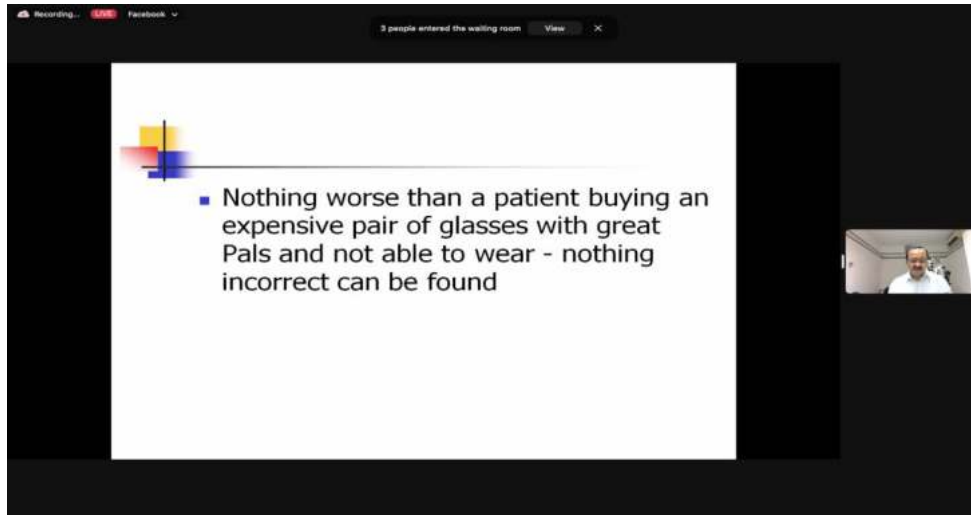 Recording... LIVE Facebook
3 people entered the waiting room View
Nothing worse than a patient buying an
expensive pair of glasses with great
Pals and not able to wear - nothing
incorrect can be found